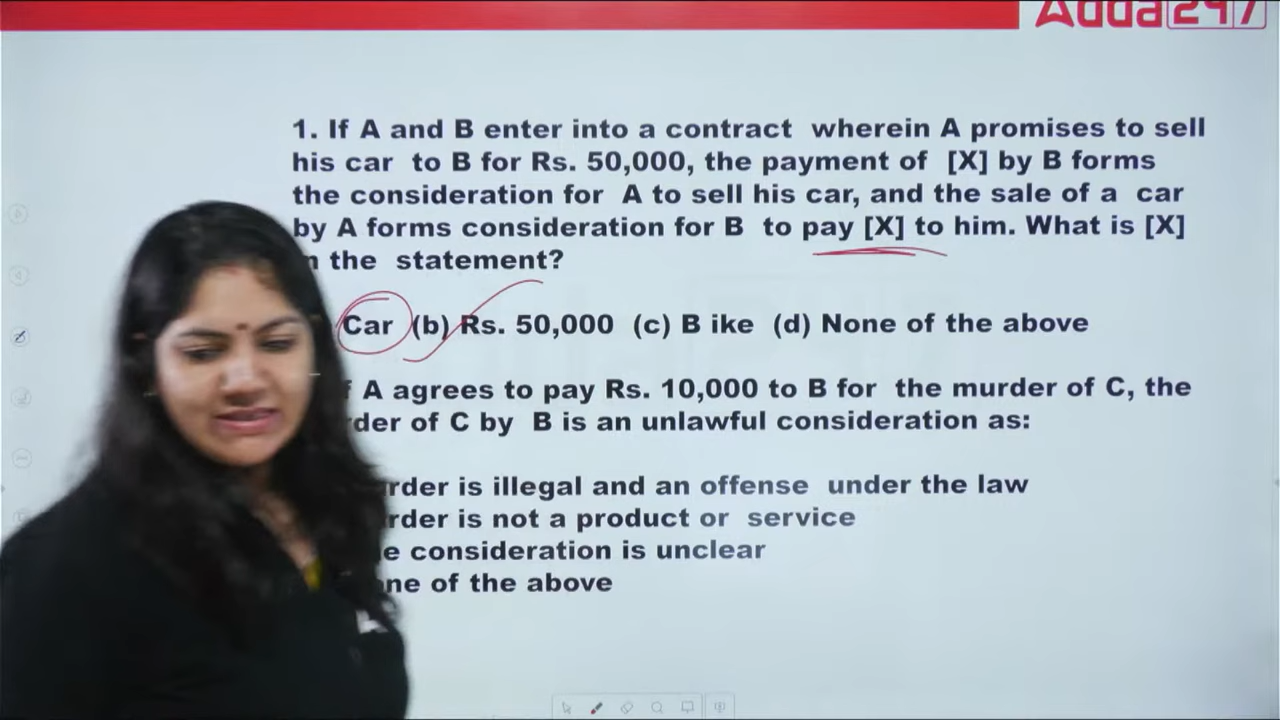 Adda247
1. If A and B enter into a contract wherein A promises to sell
his car to B for Rs. 50,000, the payment of [X] by B forms
the consideration for A to sell his car, and the sale of a car
by A forms consideration for B to pay [X] to him. What is [X]
the statement?
Car (b) Rs. 50,000 (c) B ike (d) None of the above
A agrees to pay Rs. 10,000 to B for the murder of C, the
of C by B is an unlawful consideration as:
is illegal and an offense under the law
is not a product or service
consideration is unclear
of the above